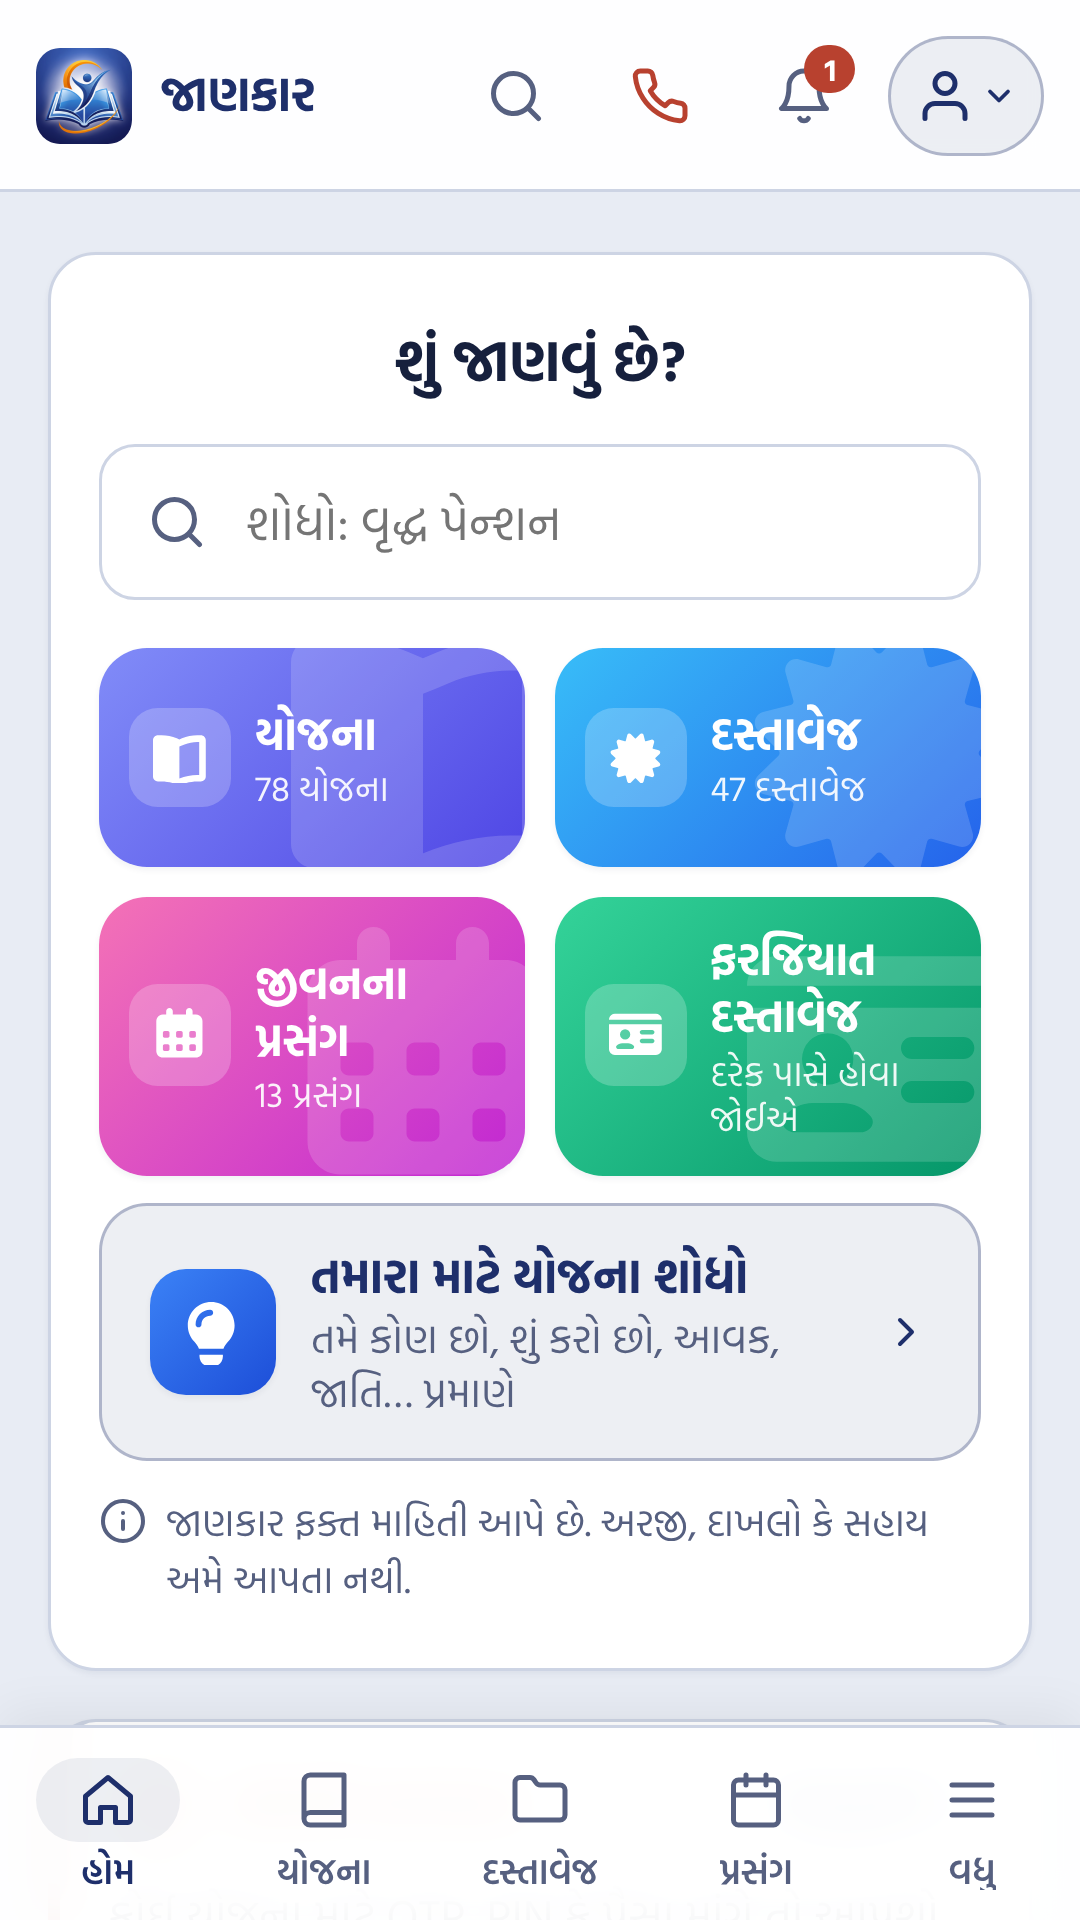 જાણકાર
1
શું જાણવું છે?
શોધો: વૃદ્ધ પેન્શન
યોજના
78 યોજના
દસ્તાવેજ
47 દસ્તાવેજ
જીવનના
પ્રસંગ
13 પ્રસંગ
ફરજિયાત
દસ્તાવેજ
દરેક પાસે હોવા
જોઈએ
તમારા માટે યોજના શોધો
તમે કોણ છો, શું કરો છો, આવક,
જાતિ... પ્રમાણે
જાણકાર ફક્ત માહિતી આપે છે. અરજી, દાખલો કે સહાય
અમે આપતા નથી.
હોમ
યોજના
દસ્તાવેજ
પ્રસંગ
વધુ